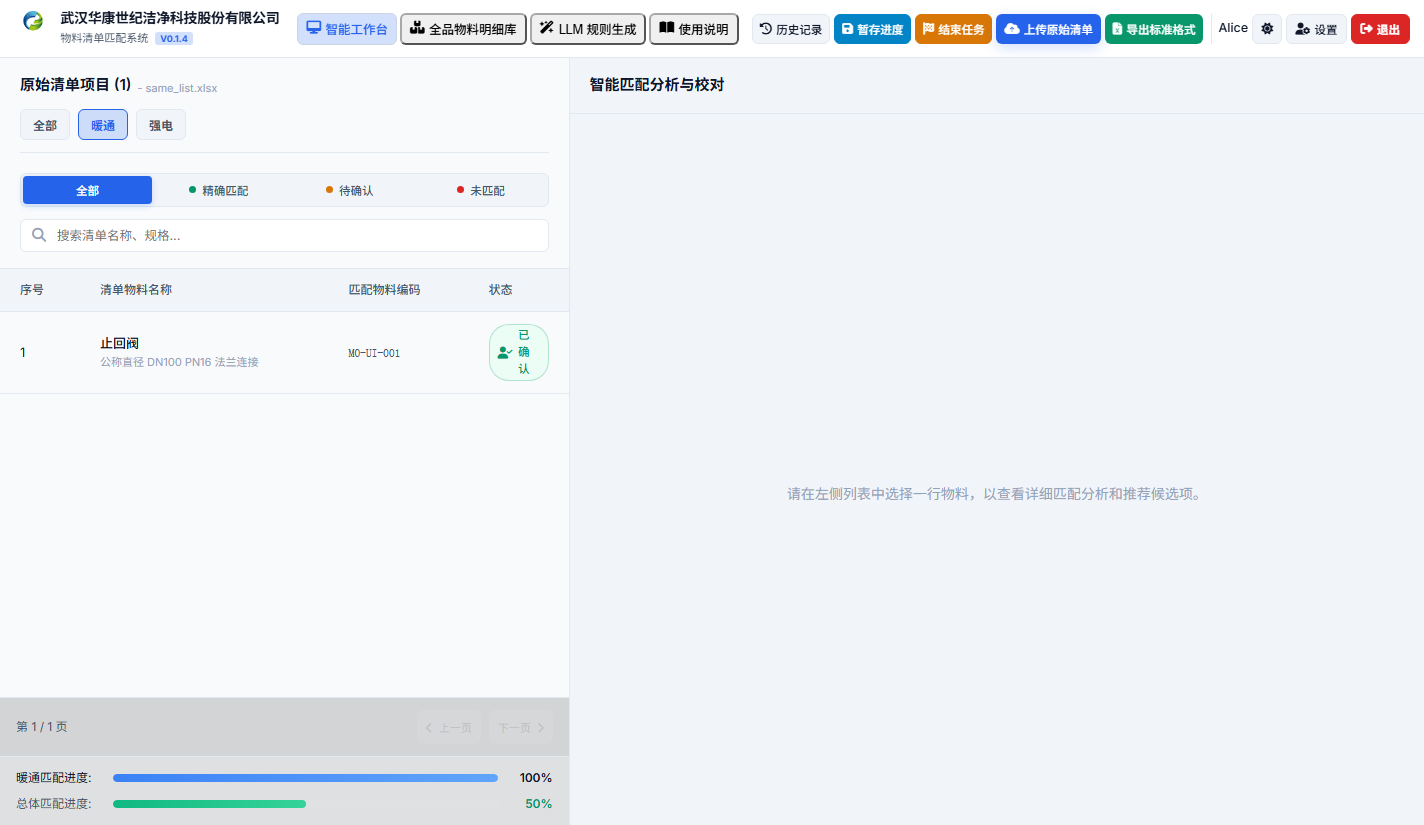 武汉华康世纪洁净科技股份有限公司
物料清单匹配系统 V0.1.4
智能工作台
全品物料明细库
LLM 规则生成
使用说明
历史记录
暂存进度
结束任务
上传原始清单
导出标准格式
Alice
设置
退出
原始清单项目 (1) - same_list.xlsx
全部 暖通 强电
全部 精确匹配 待确认 未匹配
搜索清单名称、规格...
序号 清单物料名称 匹配物料编码 状态
1 止回阀 MO-UI-001 已确认
公称直径 DN100 PN16 法兰连接
第 1 / 1 页 上一页 下一页
暖通匹配进度: 100%
总体匹配进度: 50%
智能匹配分析与校对
请在左侧列表中选择一行物料，以查看详细匹配分析和推荐候选项。